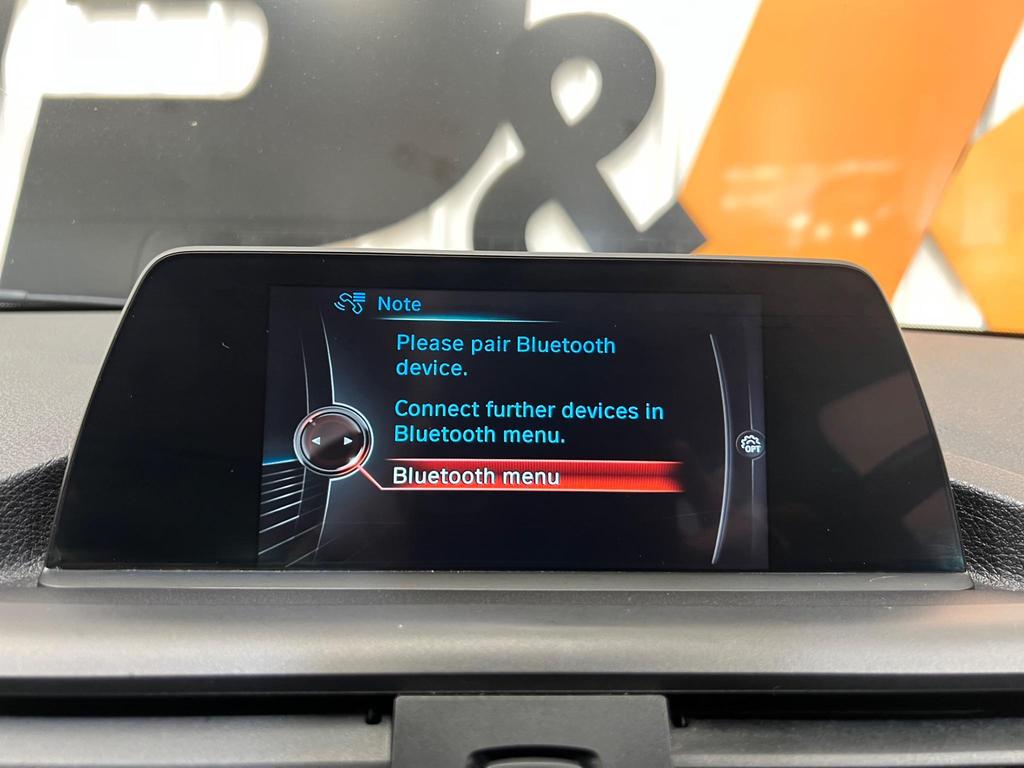 &
Note
Please pair Bluetooth
device.
Connect further devices in
Bluetooth menu.
Bluetooth menu
OPT